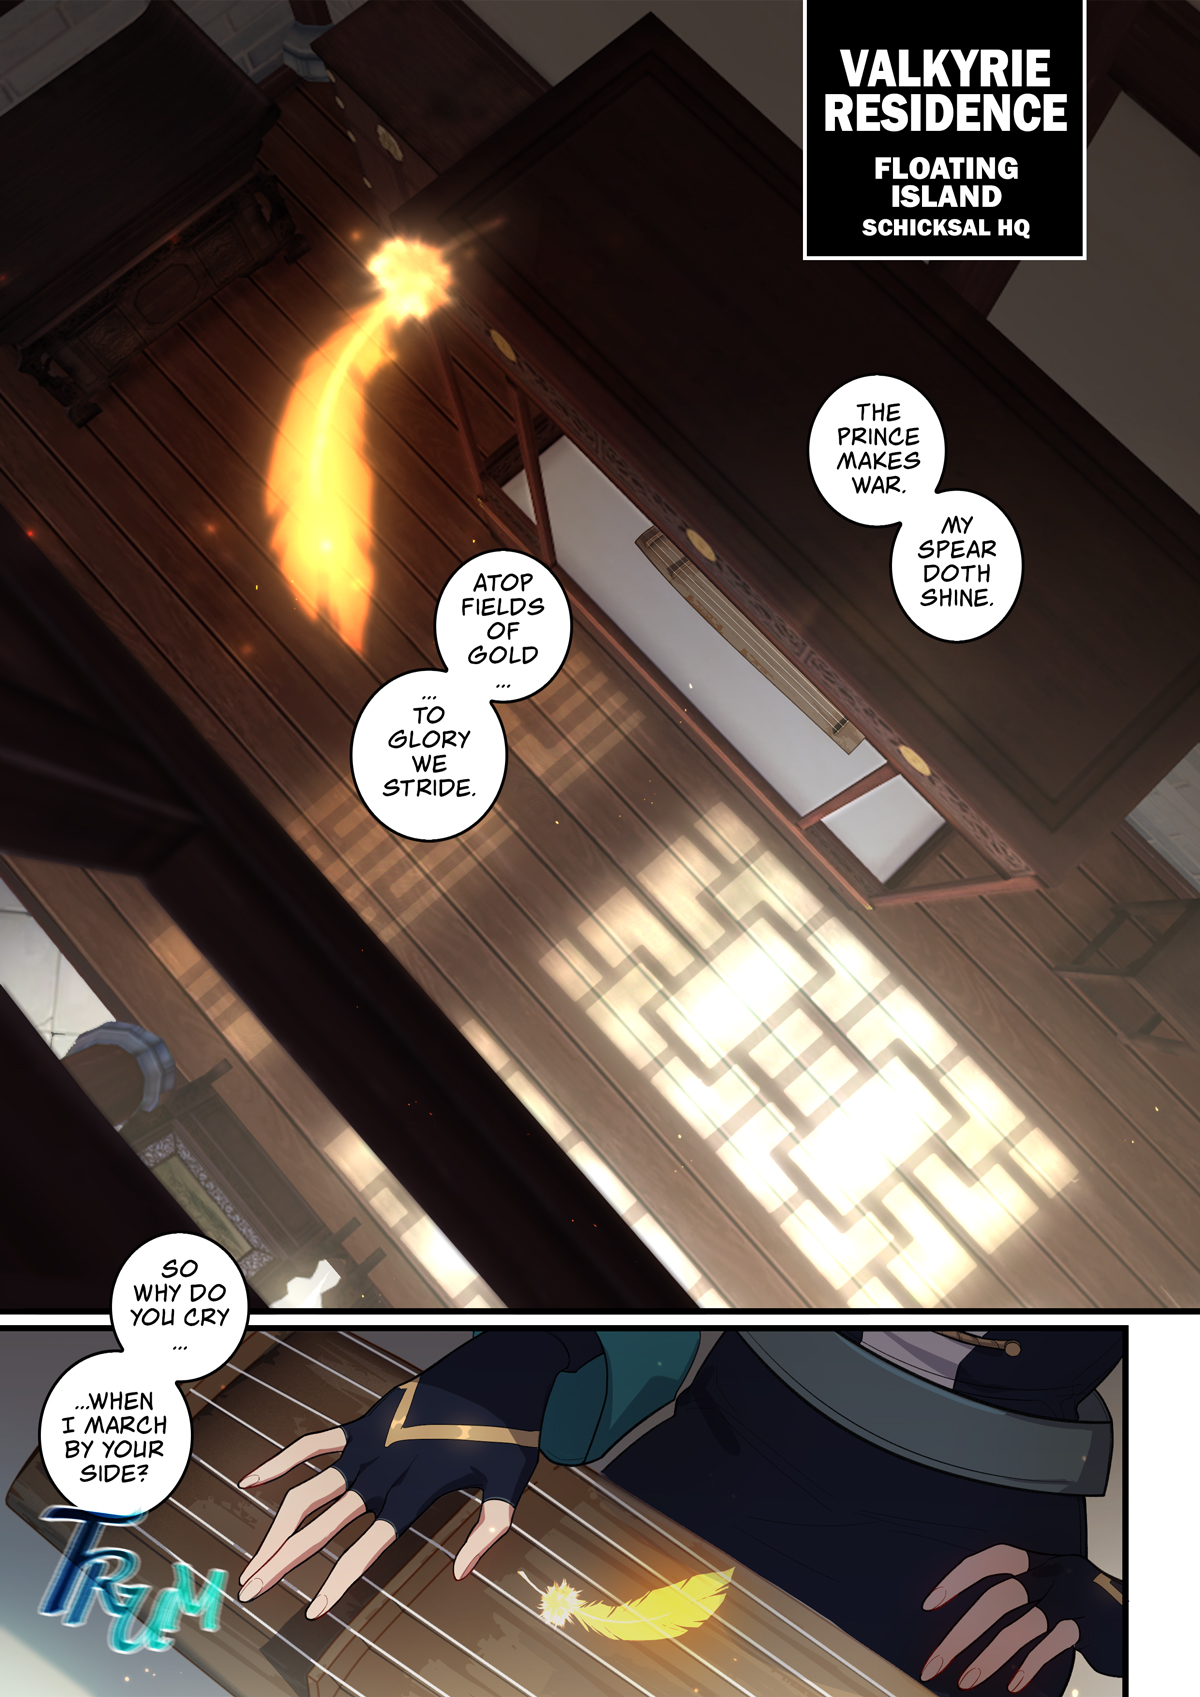 VALKYRIE
RESIDENCE
FLOATING
ISLAND
SCHICKSAL HQ
THE
PRINCE
MAKES
WAR.
MY
SPEAR
DOTH
SHINE.
ATOP
FIELDS
OF
GOLD
...
...
TO
GLORY
WE
STRIDE.
SO
WHY DO
YOU CRY
...
...WHEN
I MARCH
BY YOUR
SIDE?
TRUM